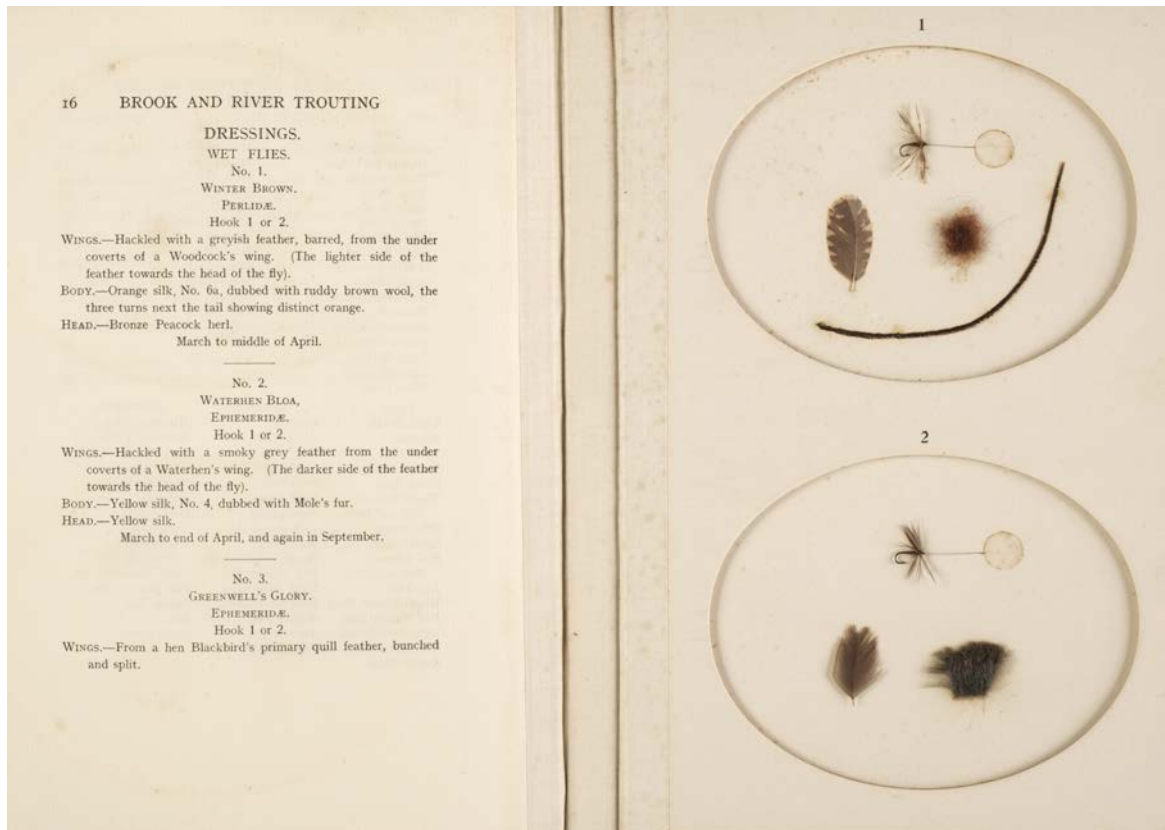 16 BROOK AND RIVER TROUTING
DRESSINGS.
WET FLIES.
No. 1.
WINTER BROWN.
PERLIDÆ.
Hook 1 or 2.
WINGS.—Hackled with a greyish feather, barred, from the under
coverts of a Woodcock's wing. (The lighter side of the
feather towards the head of the fly).
BODY.—Orange silk, No. 6a, dubbed with ruddy brown wool, the
three turns next the tail showing distinct orange.
HEAD.—Bronze Peacock herl.
March to middle of April.
No. 2.
WATERHEN BLOA,
EPHEMERIDÆ.
Hook 1 or 2.
WINGS.—Hackled with a smoky grey feather from the under
coverts of a Waterhen's wing. (The darker side of the feather
towards the head of the fly).
BODY.—Yellow silk, No. 4, dubbed with Mole's fur.
HEAD.—Yellow silk.
March to end of April, and again in September.
No. 3.
GREENWELL'S GLORY.
EPHEMERIDÆ.
Hook 1 or 2.
WINGS.—From a hen Blackbird's primary quill feather, bunched
and split.
1
2